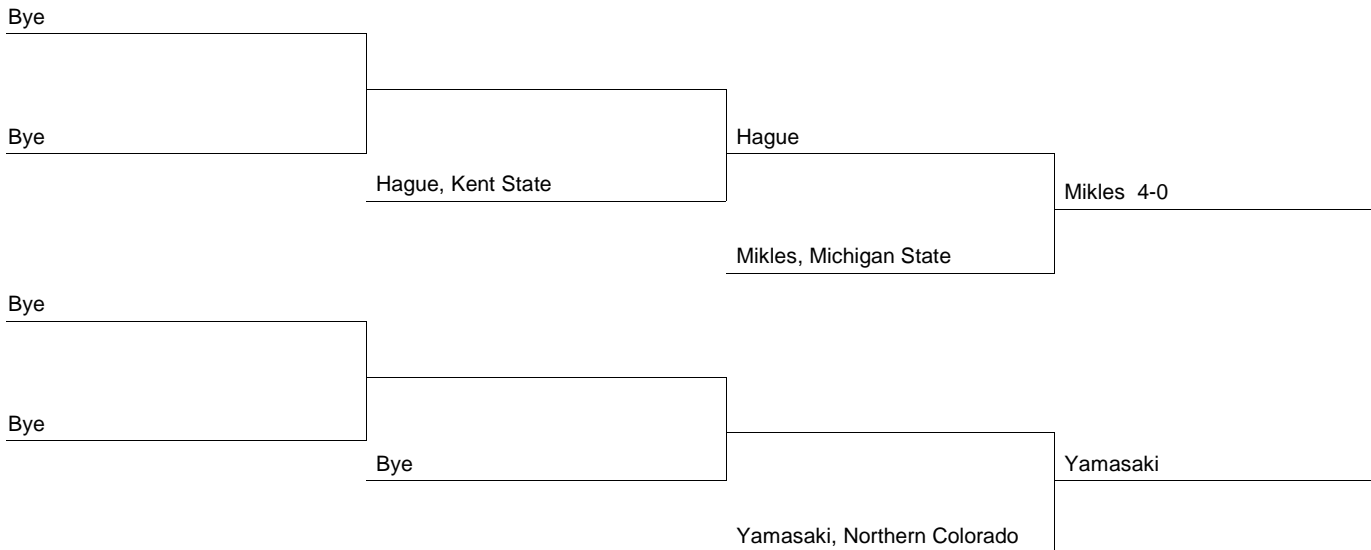 Bye
Bye
Hague
Hague, Kent State
Mikles 4-0
Mikles, Michigan State
Bye
Bye
Bye
Yamasaki
Yamasaki, Northern Colorado